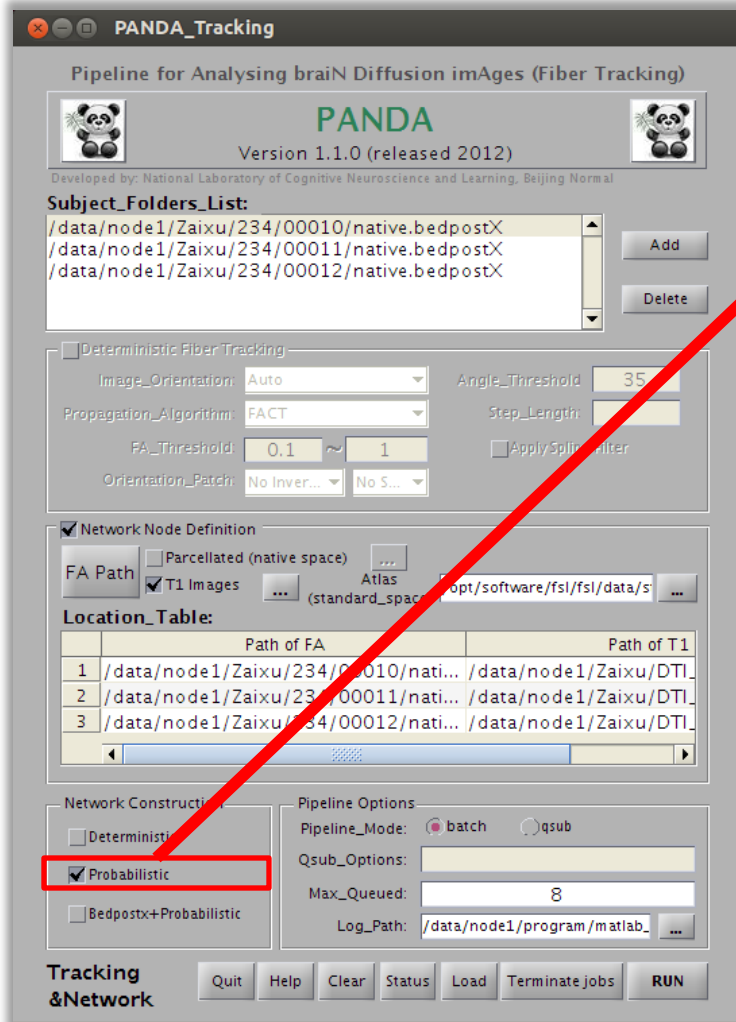 PANDA_Tracking
Pipeline for Analysing braiN Diffusion imAges (Fiber Tracking)
PANDA
Version 1.1.0 (released 2012)
Developed by: National Laboratory of Cognitive Neuroscience and Learning, Beijing Normal
Subject_Folders_List:
/data/node1/Zaixu/234/00010/native.bedpostX
/data/node1/Zaixu/234/00011/native.bedpostX
/data/node1/Zaixu/234/00012/native.bedpostX
Add
Delete
Deterministic Fiber Tracking
Image_Orientation: Auto
Angle_Threshold 35
Propagation_Algorithm: FACT
Step_Length:
FA_Threshold: 0.1 ~ 1
Apply Spline Filter
Orientation_Patch: No Inver... No S...
Network Node Definition
FA Path
Parcellated (native space) ...
T1 Images ...
Atlas
(standard_space opt/software/fsl/fsl/data/s ...
Location_Table:
Path of FA Path of T1
1 /data/node1/Zaixu/234/00010/nati... /data/node1/Zaixu/DTI_
2 /data/node1/Zaixu/234/00011/nati... /data/node1/Zaixu/DTI_
3 /data/node1/Zaixu/234/00012/nati... /data/node1/Zaixu/DTI_
Network Construction
Deterministic
Probabilistic
Bedpostx+Probabilistic
Pipeline Options
Pipeline_Mode: batch qsub
Qsub_Options:
Max_Queued: 8
Log_Path: /data/node1/program/matlab_ ...
Tracking
&Network
Quit Help Clear Status Load Terminate jobs RUN